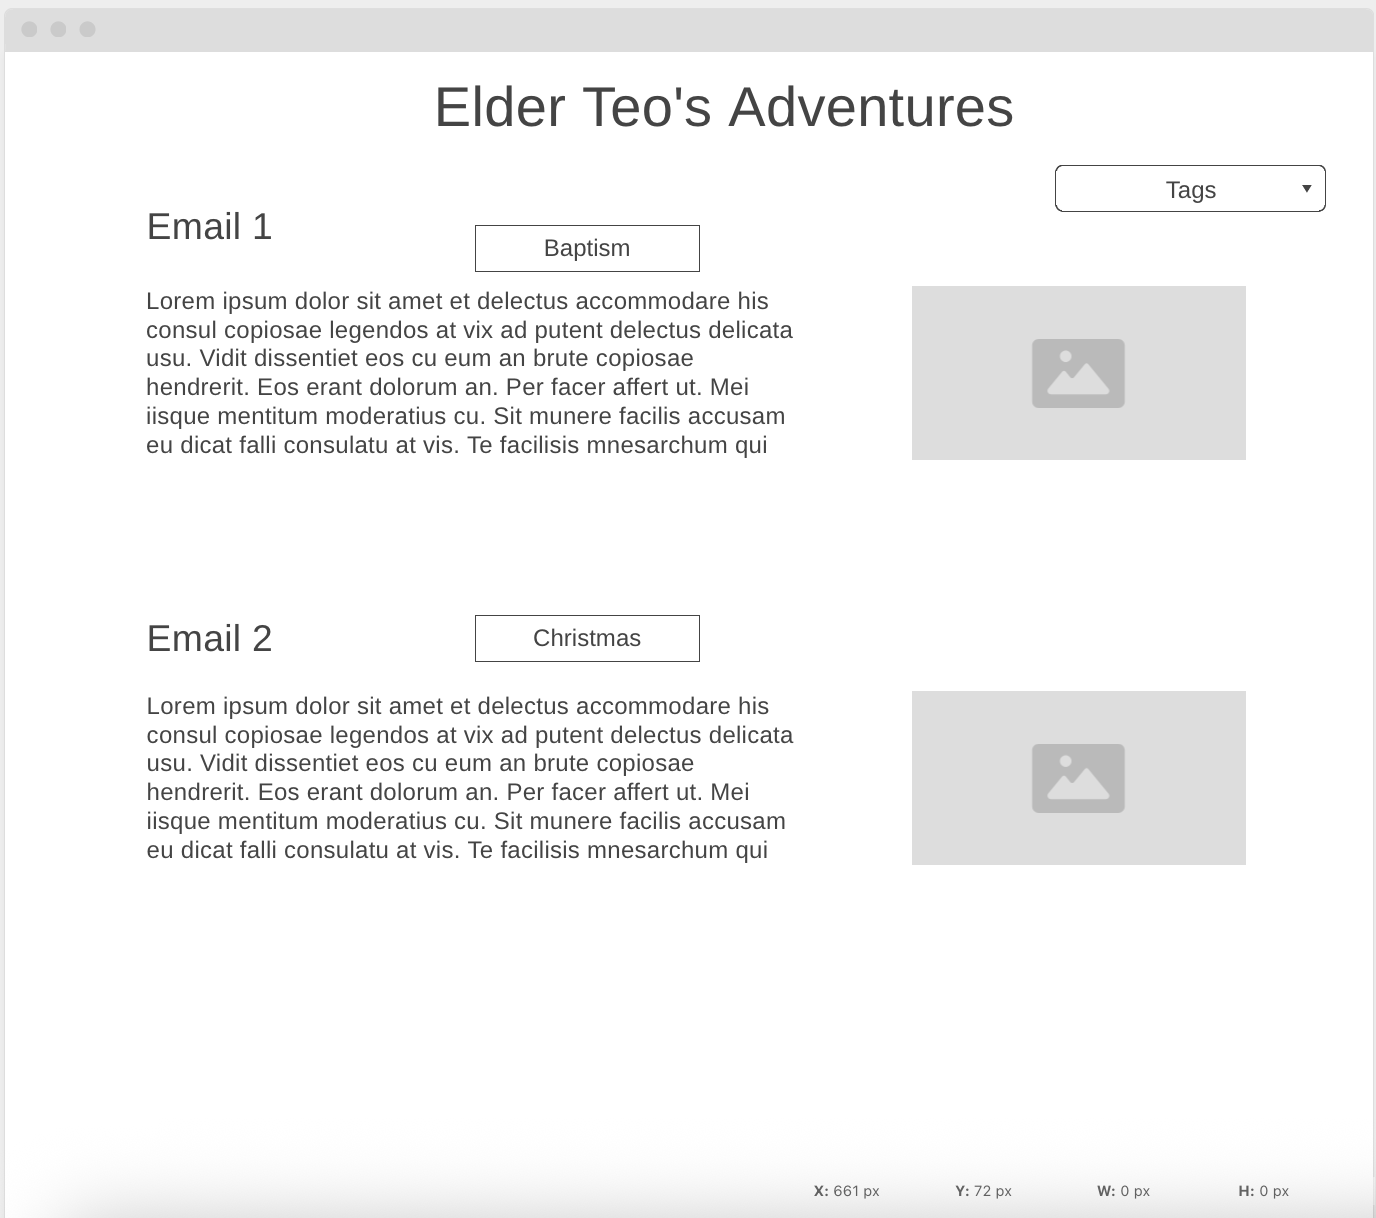 Elder Teo's Adventures
Tags
Email 1
Baptism
Lorem ipsum dolor sit amet et delectus accommodare his
consul copiosae legendos at vix ad putent delectus delicata
usu. Vidit dissentiet eos cu eum an brute copiosae
hendrerit. Eos erant dolorum an. Per facer affert ut. Mei
iisque mentitum moderatius cu. Sit munere facilis accusam
eu dicat falli consulatu at vis. Te facilisis mnesarchum qui
Email 2
Christmas
Lorem ipsum dolor sit amet et delectus accommodare his
consul copiosae legendos at vix ad putent delectus delicata
usu. Vidit dissentiet eos cu eum an brute copiosae
hendrerit. Eos erant dolorum an. Per facer affert ut. Mei
iisque mentitum moderatius cu. Sit munere facilis accusam
eu dicat falli consulatu at vis. Te facilisis mnesarchum qui
X: 661 px Y: 72 px W: 0 px H: 0 px